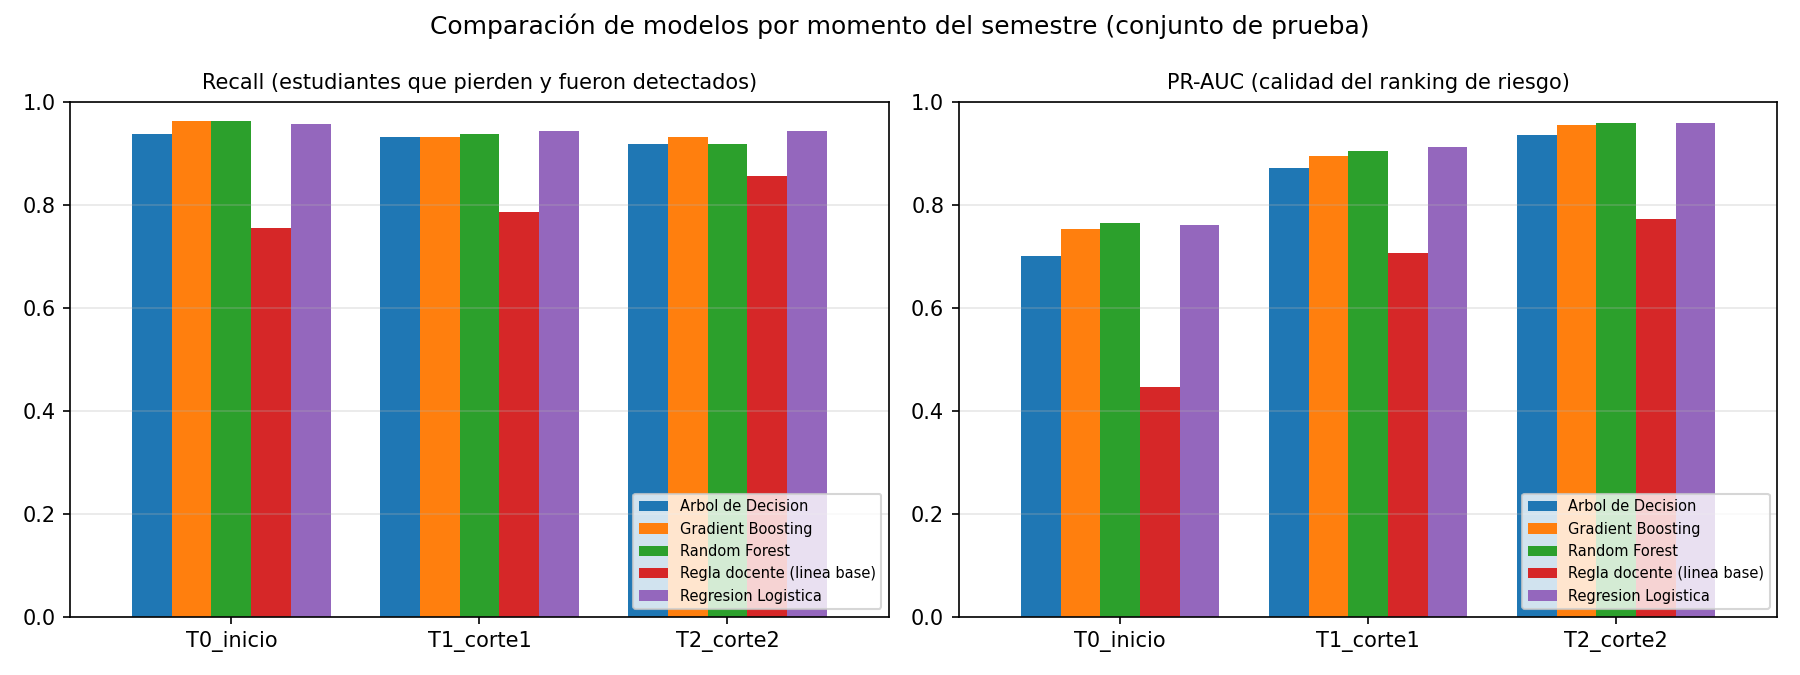 Comparación de modelos por momento del semestre (conjunto de prueba)
Recall (estudiantes que pierden y fueron detectados)
1.0
0.8
0.6
0.4
0.2
0.0
T0_inicio
T1_corte1
T2_corte2
Arbol de Decision
Gradient Boosting
Random Forest
Regla docente (linea base)
Regresion Logistica
PR-AUC (calidad del ranking de riesgo)
1.0
0.8
0.6
0.4
0.2
0.0
T0_inicio
T1_corte1
T2_corte2
Arbol de Decision
Gradient Boosting
Random Forest
Regla docente (linea base)
Regresion Logistica